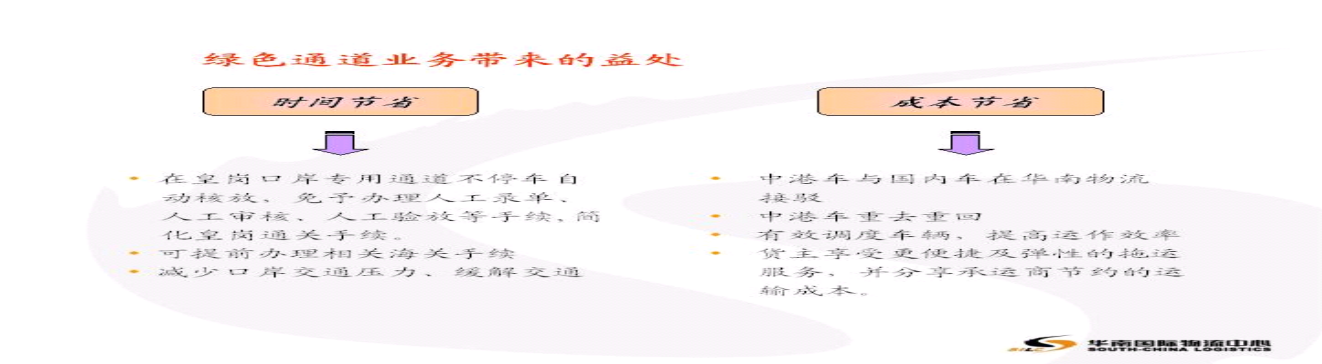 绿色通道业务带来的益处
时间节省
在皇岗口岸专用通道不停车自
动核放、免予办理人工录单、
人工审核、人工验放等手续,简
化皇岗通关手续。
可提前办理相关海关手续
减少口岸交通压力、缓解交通
成本节省
中港车与国内车在华南物流
接驳
中港车重去重回
有效调度车辆、提高运作效率
货主享受更便捷及弹性的拖运
服务、并分享承运商节约的运
输成本。
华南国际物流中心
SOUTH-CHINA LOGISTICS